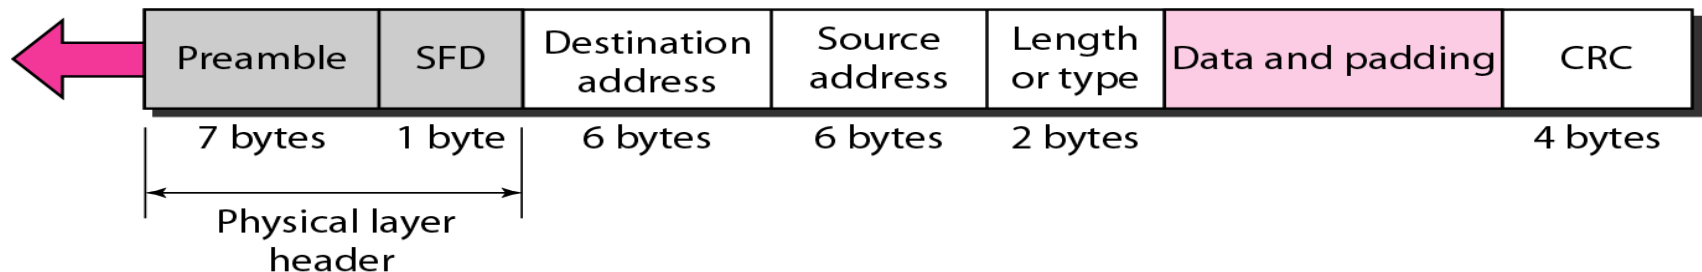 Preamble
SFD
Destination
address
Source
address
Length
or type
Data and padding
CRC
7 bytes
1 byte
6 bytes
6 bytes
2 bytes
4 bytes
Physical layer
header